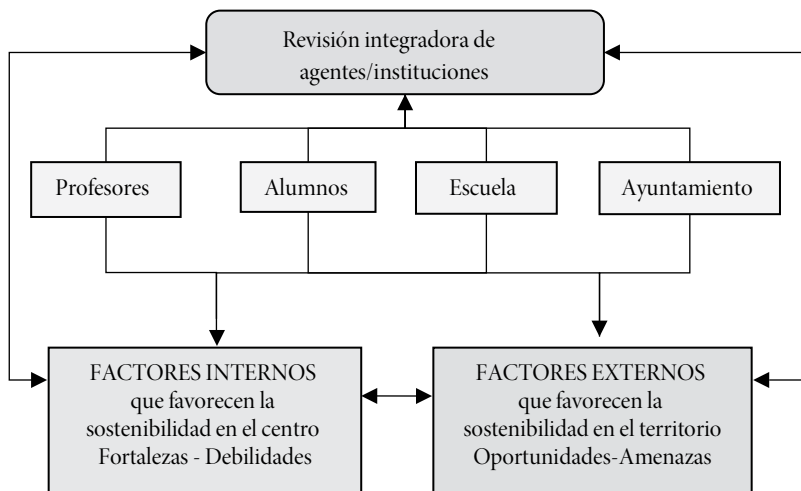 Revisión integradora de
agentes/instituciones
Profesores
Alumnos
Escuela
Ayuntamiento
FACTORES INTERNOS
que favorecen la
sostenibilidad en el centro
Fortalezas - Debilidades
FACTORES EXTERNOS
que favorecen la
sostenibilidad en el territorio
Oportunidades-Amenazas